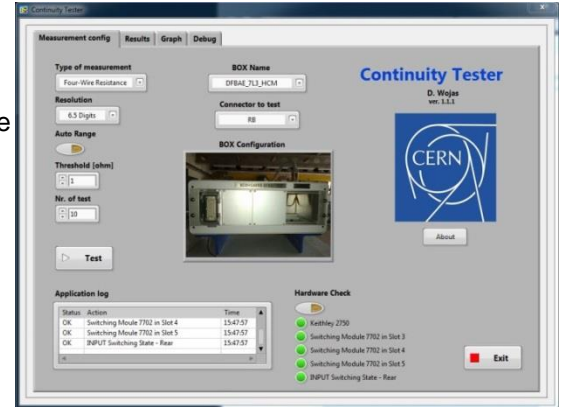 Continuity Tester
Measurement config
Results
Graph
Debug
Type of measurement
Four-Wire Resistance
Resolution
6.5 Digits
Auto Range
Threshold [ohm]
1
Nr. of test
10
Test
BOX Name
DFBAE_7L3_HCM
Connector to test
RB
BOX Configuration
Continuity Tester
D. Wojas
ver. 1.1.1
CERN
About
Application log
Status Action Time
OK Switching Moule 7702 in Slot 4 15:47:57
OK Switching Moule 7702 in Slot 5 15:47:57
OK INPUT Switching State - Rear 15:47:57
Hardware Check
Keithley 2750
Switching Module 7702 in Slot 3
Switching Module 7702 in Slot 4
Switching Module 7702 in Slot 5
INPUT Switching State - Rear
Exit
e